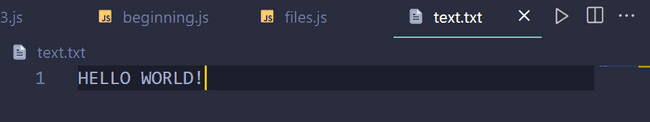 3.js JS beginning.js JS files.js text.txt
text.txt
1 HELLO WORLD!